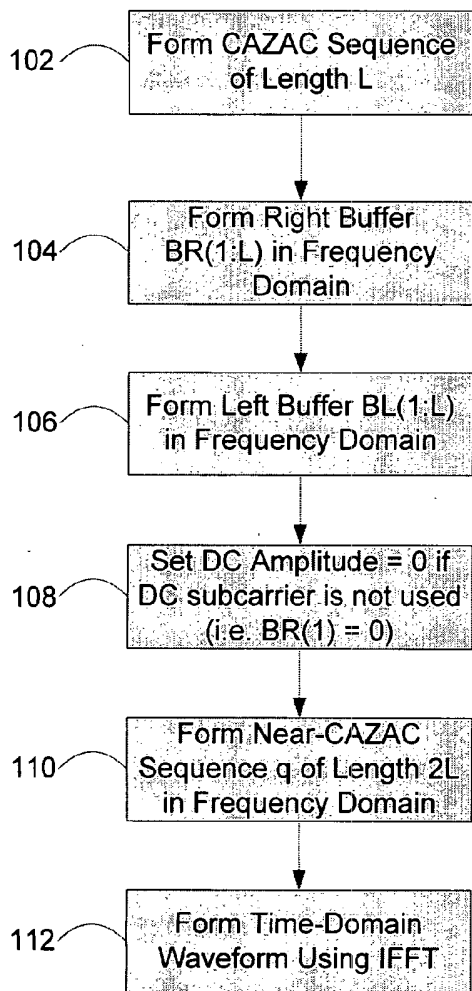 102
Form CAZAC Sequence
of Length L
104
Form Right Buffer
BR(1:L) in Frequency
Domain
106
Form Left Buffer BL(1:L)
in Frequency Domain
108
Set DC Amplitude = 0 if
DC subcarrier is not used
(i.e. BR(1) = 0)
110
Form Near-CAZAC
Sequence q of Length 2L
in Frequency Domain
112
Form Time-Domain
Waveform Using IFFT